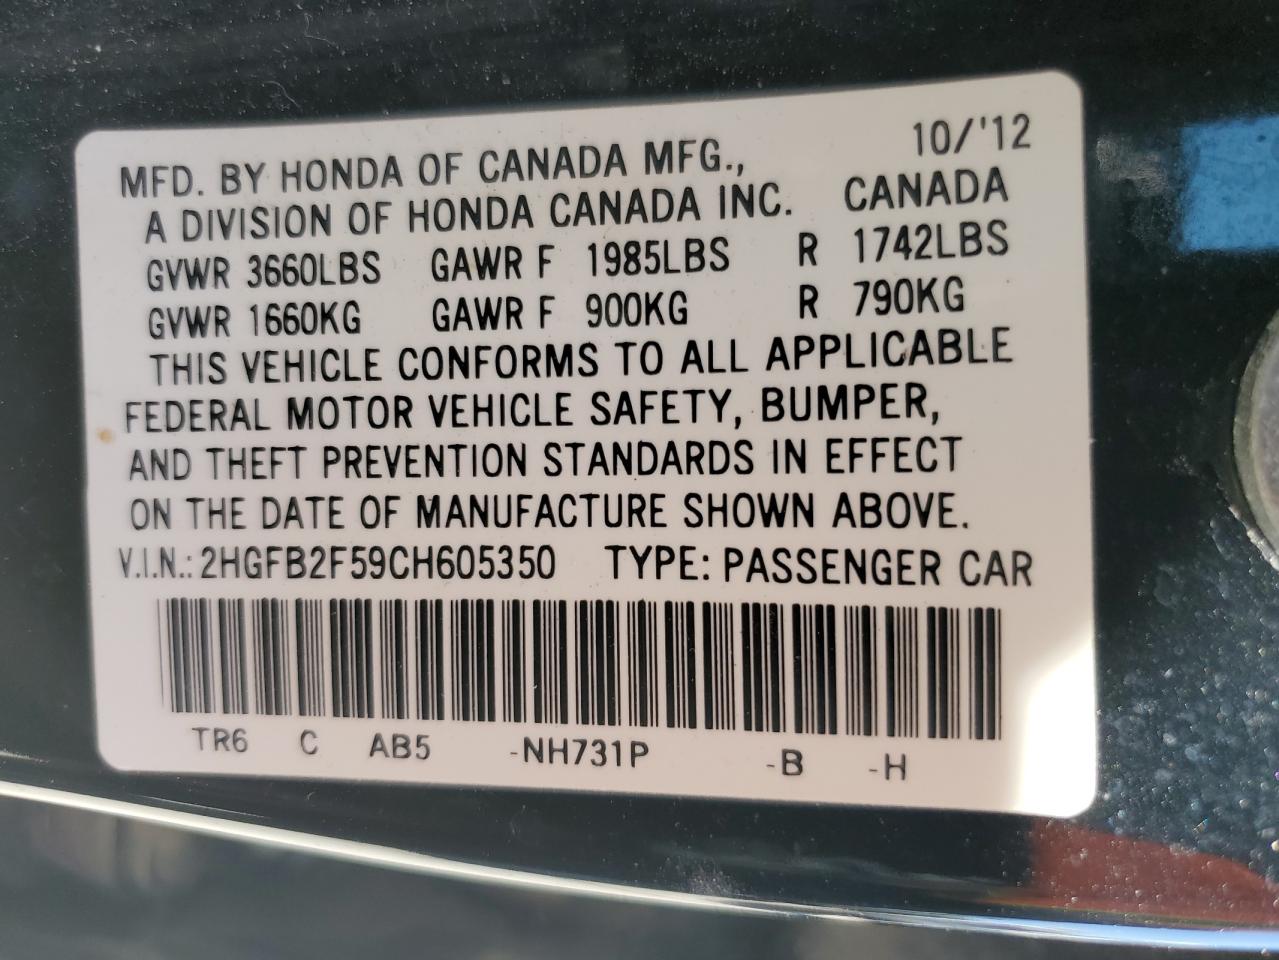 10/'12
MFD. BY HONDA OF CANADA MFG.,
A DIVISION OF HONDA CANADA INC. CANADA
GVWR 3660LBS GAWR F 1985LBS R 1742LBS
GVWR 1660KG GAWR F 900KG R 790KG
THIS VEHICLE CONFORMS TO ALL APPLICABLE
FEDERAL MOTOR VEHICLE SAFETY, BUMPER,
AND THEFT PREVENTION STANDARDS IN EFFECT
ON THE DATE OF MANUFACTURE SHOWN ABOVE.
V.I.N.: 2HGFB2F59CH605350 TYPE: PASSENGER CAR
TR6 C AB5 -NH731P -B -H